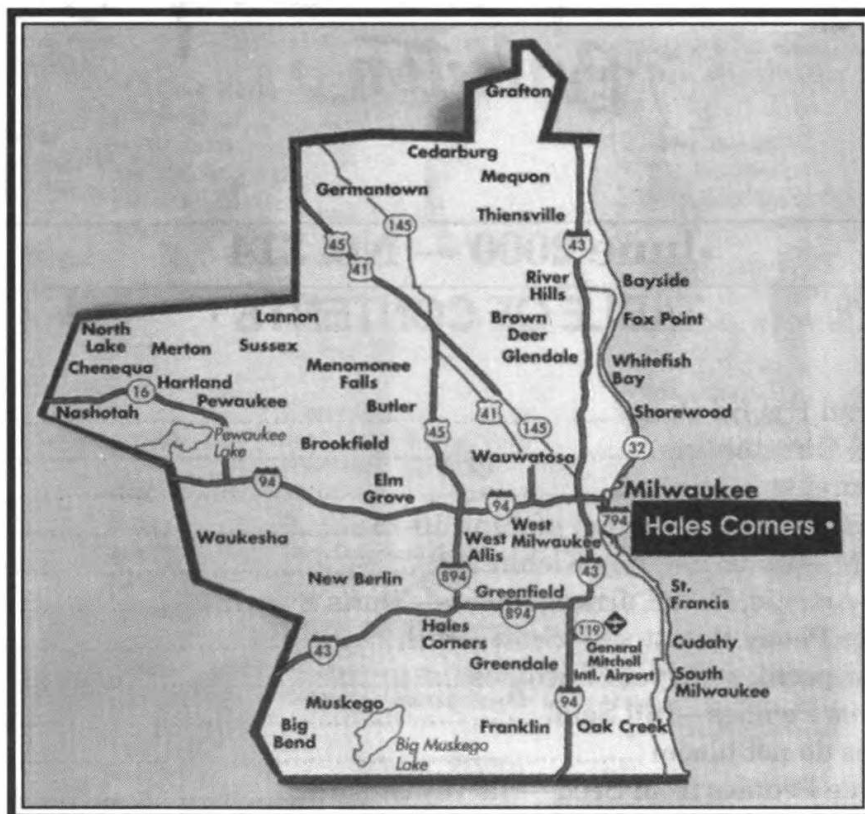 Grafton
Cedarburg
Mequon
Germantown
Thiensville
145
45
43
41
River
Hills
Bayside
Lannon
Brown
Deer
Fox Point
North
Lake
Merton
Sussex
Glendale
Chenequa
Menomonee
Falls
Whitefish
Bay
16
Hartland
Pewaukee
Nashotah
Butler
41
Shorewood
Pewaukee
Lake
45
145
32
Brookfield
Wauwatosa
94
Elm
Grove
94
Milwaukee
794
Hales Corners •
Waukesha
West
Allis
West
Milwaukee
New Berlin
894
43
Greenfield
894
St.
Francis
43
Hales
Corners
119
General
Mitchell
Intl. Airport
Cudahy
Greendale
South
Milwaukee
94
Muskego
Big
Bend
Big Muskego
Lake
Franklin
Oak Creek